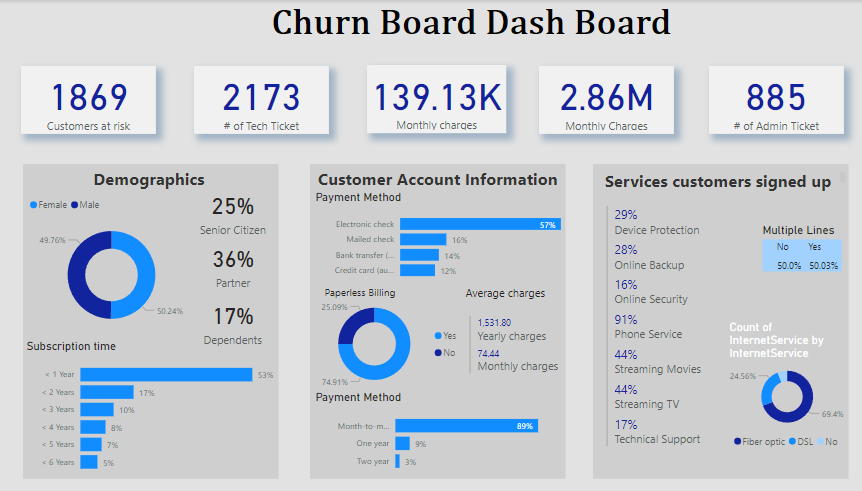 Churn Board Dash Board
1869
Customers at risk
2173
# of Tech Ticket
139.13K
Monthly charges
2.86M
Monthly Charges
885
# of Admin Ticket
Demographics
Female Male
49.76%
50.24%
25%
Senior Citizen
36%
Partner
17%
Dependents
Subscription time
< 1 Year 53%
< 2 Years 17%
< 3 Years 10%
< 4 Years 8%
< 5 Years 7%
< 6 Years 5%
Customer Account Information
Payment Method
Electronic check 57%
Mailed check 16%
Bank transfer (... 14%
Credit card (au... 12%
Paperless Billing
25.09%
74.91%
Yes
No
Average charges
1,531.80
Yearly charges
74.44
Monthly charges
Payment Method
Month-to-m... 89%
One year 9%
Two year 3%
Services customers signed up
29%
Device Protection
28%
Online Backup
16%
Online Security
91%
Phone Service
44%
Streaming Movies
44%
Streaming TV
17%
Technical Support
Multiple Lines
No Yes
50.0% 50.03%
Count of
InternetService by
InternetService
24.56%
69.4%
Fiber optic DSL No